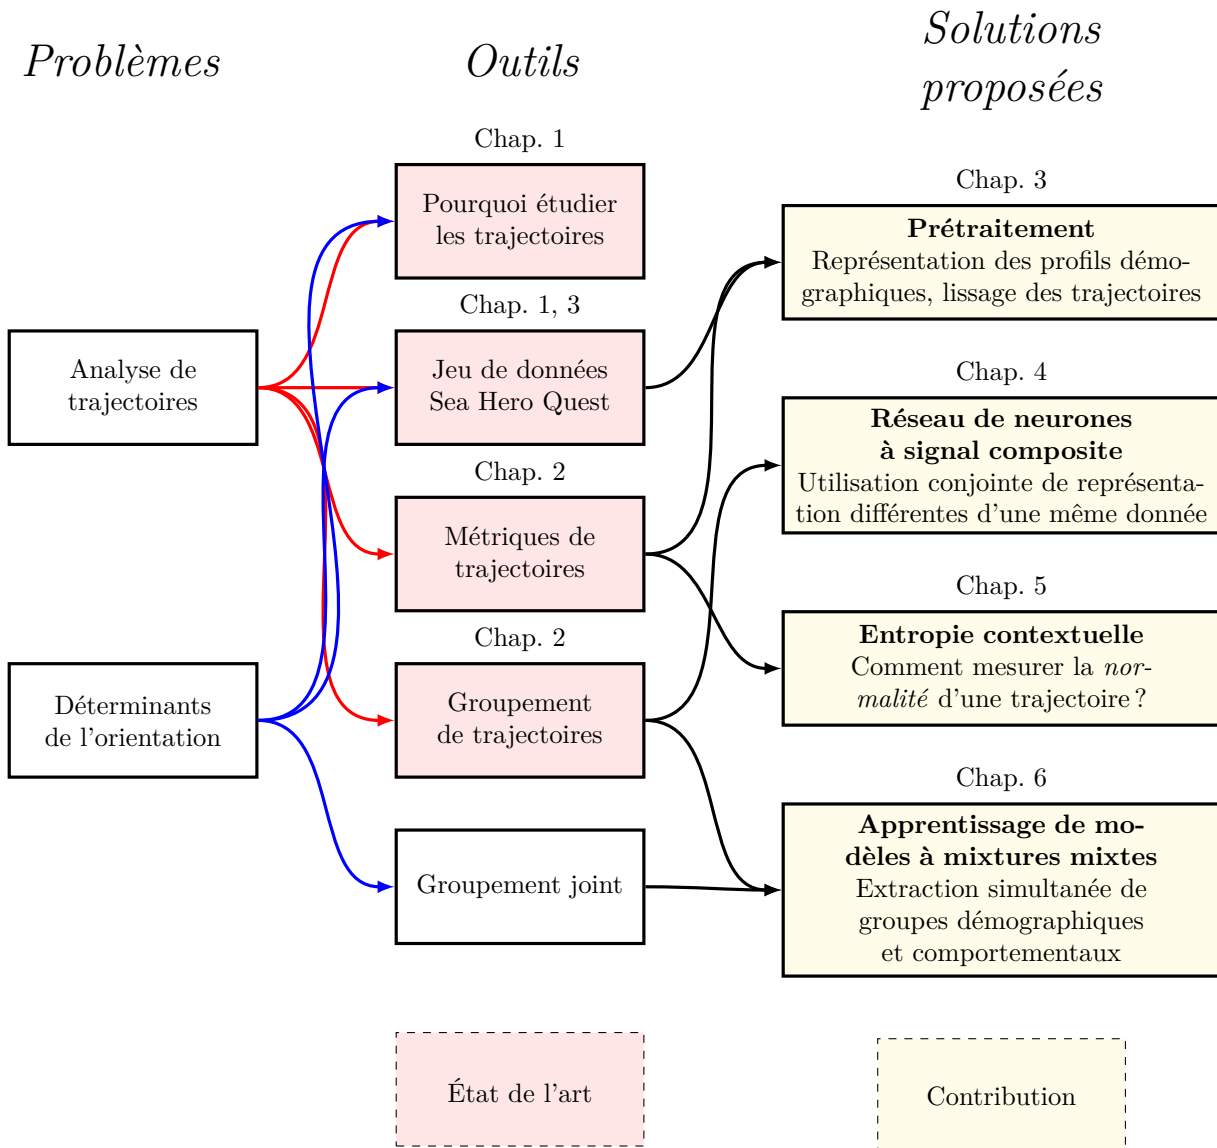 Problèmes
Outils
Solutions
proposées
Chap. 1
Pourquoi étudier
les trajectoires
Chap. 1, 3
Jeu de données
Sea Hero Quest
Chap. 2
Métriques de
trajectoires
Chap. 2
Groupement
de trajectoires
Groupement joint
Analyse de
trajectoires
Déterminants
de l'orientation
Chap. 3
Prétraitement
Représentation des profils démo-
graphiques, lissage des trajectoires
Chap. 4
Réseau de neurones
à signal composite
Utilisation conjointe de représenta-
tion différentes d'une même donnée
Chap. 5
Entropie contextuelle
Comment mesurer la nor-
malité d'une trajectoire ?
Chap. 6
Apprentissage de mo-
dèles à mixtures mixtes
Extraction simultanée de
groupes démographiques
et comportementaux
État de l'art
Contribution